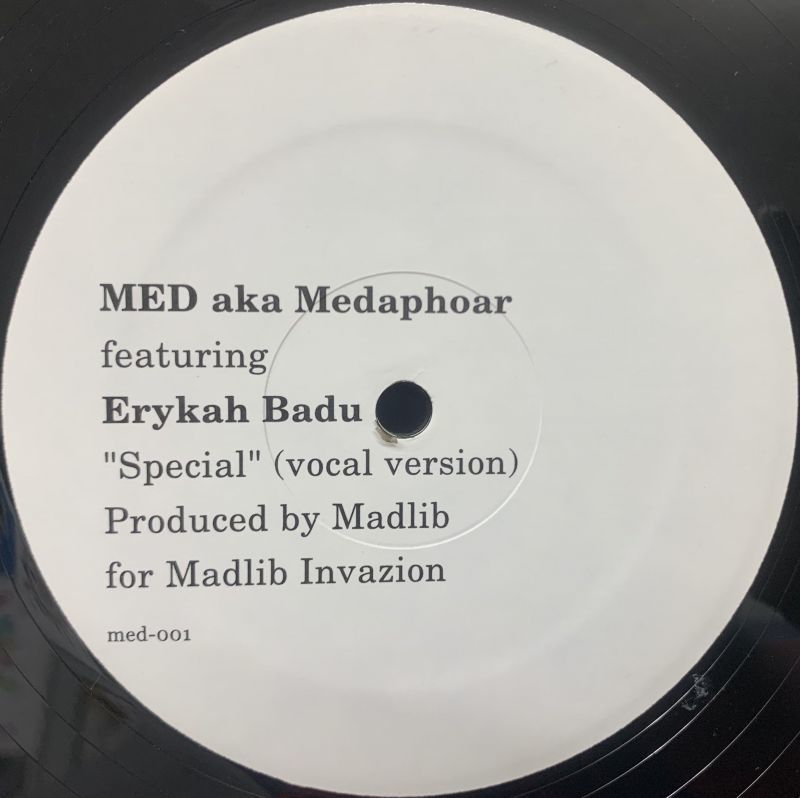 MED aka Medaphoar
featuring
Erykah Badu
"Special" (vocal version)
Produced by Madlib
for Madlib Invazion
med-001